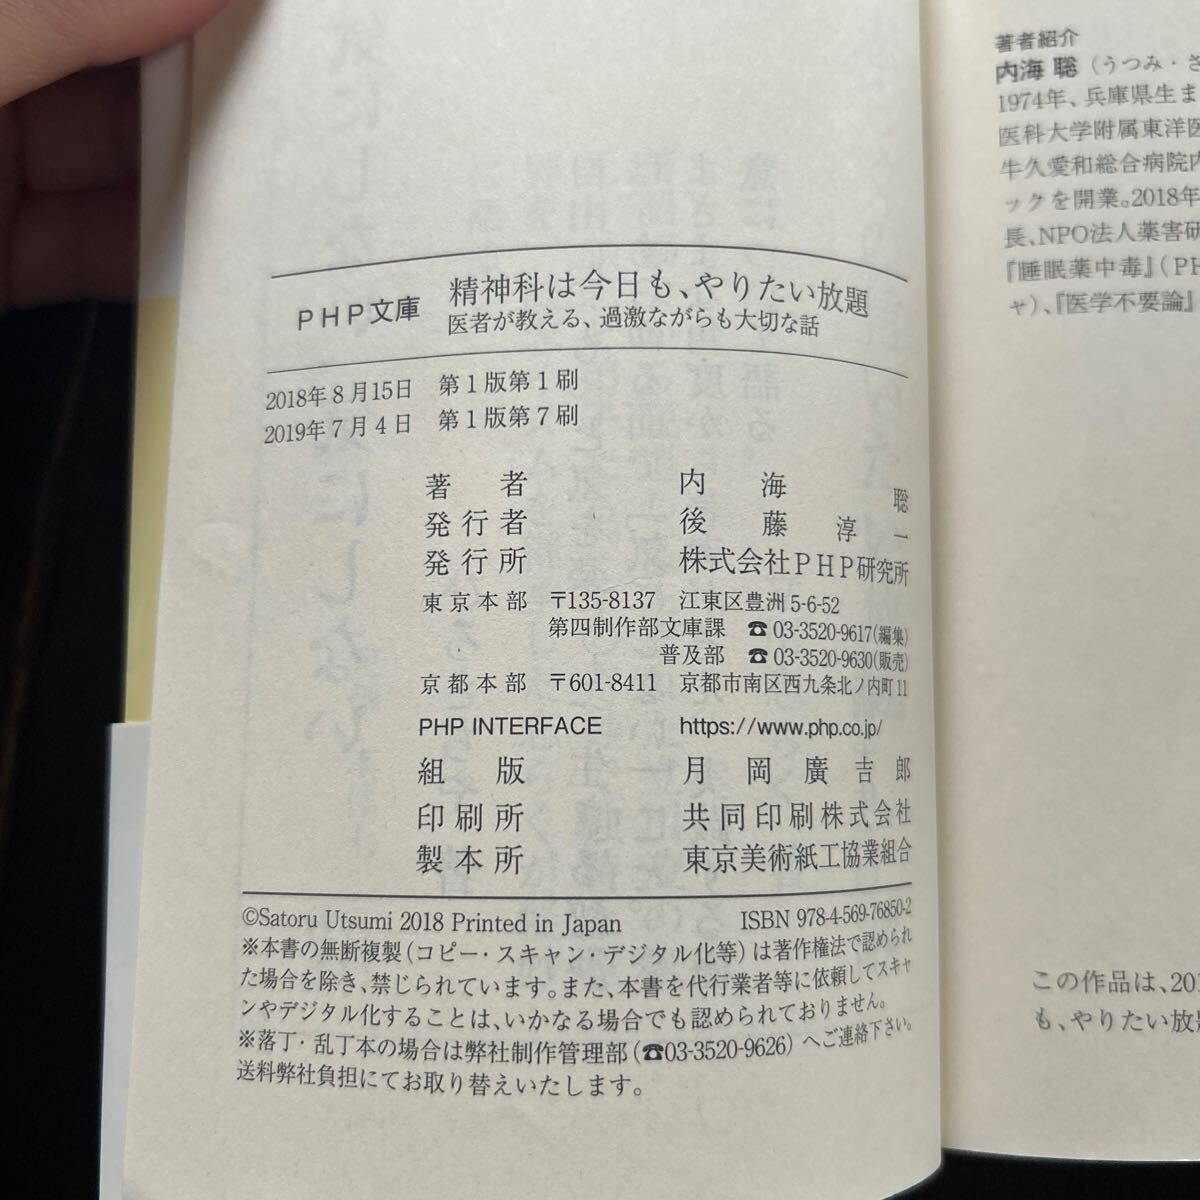 PHP文庫 精神科は今日も、やりたい放題
医者が教える、過激ながらも大切な話
2018年8月15日 第1版第1刷
2019年7月4日 第1版第7刷
著者 内海聡
発行者 後藤淳一
発行所 株式会社PHP研究所
東京本部 〒135-8137 江東区豊洲5-6-52
第四制作部文庫課 ☎03-3520-9617(編集)
普及部 ☎03-3520-9630(販売)
京都本部 〒601-8411 京都市南区西九条北ノ内町11
PHP INTERFACE https://www.php.co.jp/
組版 月岡廣吉郎
印刷所 共同印刷株式会社
製本所 東京美術紙工協業組合
©Satoru Utsumi 2018 Printed in Japan ISBN 978-4-569-76850-2
※本書の無断複製(コピー・スキャン・デジタル化等)は著作権法で認められ
た場合を除き、禁じられています。また、本書を代行業者等に依頼してスキャ
ンやデジタル化することは、いかなる場合でも認められておりません。
※落丁・乱丁本の場合は弊社制作管理部(☎03-3520-9626)へご連絡下さい。
送料弊社負担にてお取り替えいたします。
著者紹介
内海 聡(うつみ・さ
1974年、兵庫県生ま
医科大学附属東洋医
牛久愛和総合病院内
ックを開業。2018年
長、NPO法人薬害研
『睡眠薬中毒』(PH
ャ)、『医学不要論』
この作品は、201
も、やりたい放題